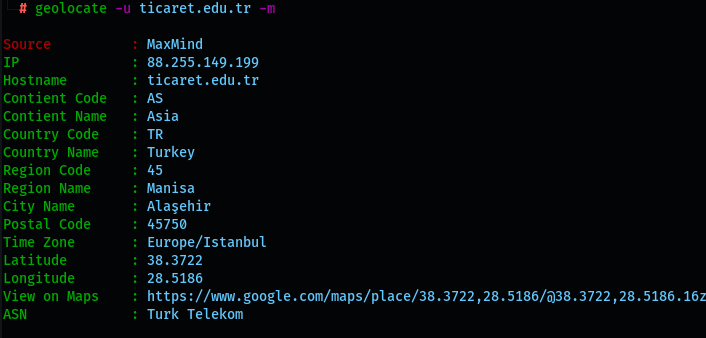 # geolocate -u ticaret.edu.tr -m
Source : MaxMind
IP : 88.255.149.199
Hostname : ticaret.edu.tr
Contient Code : AS
Contient Name : Asia
Country Code : TR
Country Name : Turkey
Region Code : 45
Region Name : Manisa
City Name : Alaşehir
Postal Code : 45750
Time Zone : Europe/Istanbul
Latitude : 38.3722
Longitude : 28.5186
View on Maps : https://www.google.com/maps/place/38.3722,28.5186/@38.3722,28.5186.16z
ASN : Turk Telekom